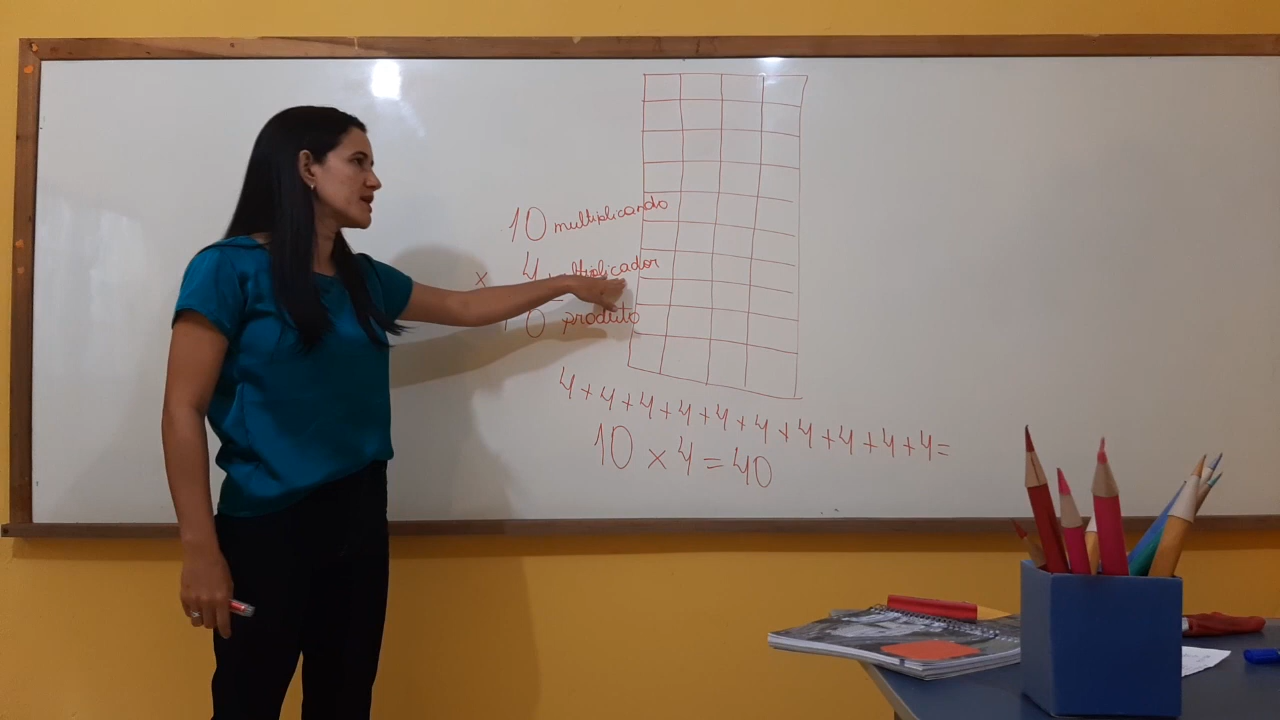 10 multiplicando
x 4 multiplicador
40 produto
4+4+4+4+4+4+4+4+4+4=
10 x 4 = 40